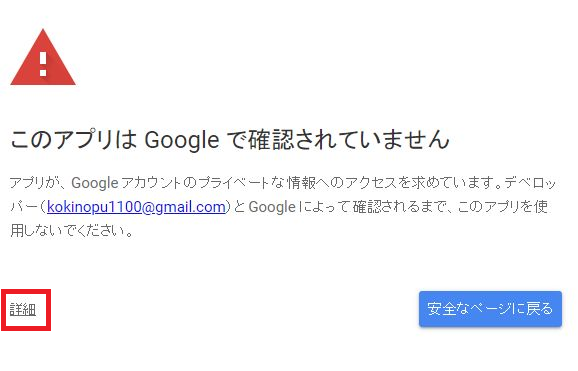 このアプリは Google で確認されていません
アプリが、Google アカウントのプライベートな情報へのアクセスを求めています。デベロッ
パー（kokinopu1100@gmail.com）と Google によって確認されるまで、このアプリを使
用しないでください。
詳細
安全なページに戻る